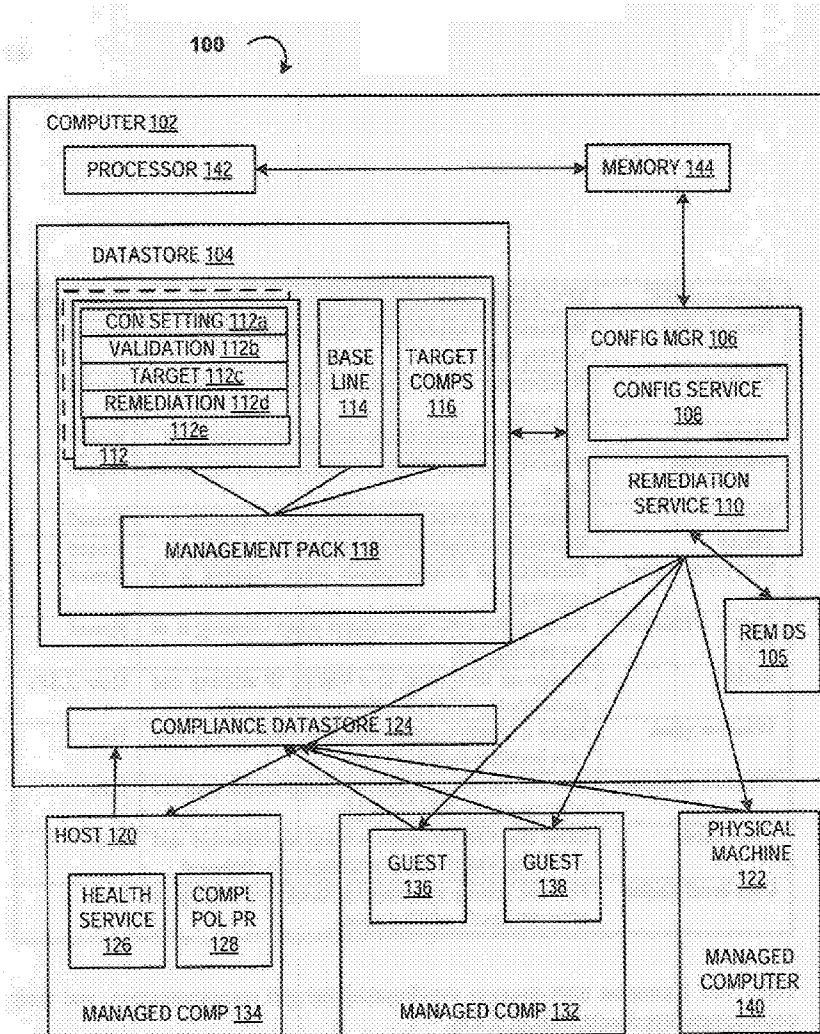 100
COMPUTER 102
PROCESSOR 142
MEMORY 144
DATASTORE 104
CON SETTING 112a
VALIDATION 112b
TARGET 112c
REMEDIATION 112d
112e
112
BASE
LINE
114
TARGET
COMPS
116
MANAGEMENT PACK 118
CONFIG MGR 106
CONFIG SERVICE
108
REMEDIATION
SERVICE 110
REM DS
105
COMPLIANCE DATASTORE 124
HOST 120
HEALTH
SERVICE
126
COMPL
POL PR
128
MANAGED COMP 134
GUEST
136
GUEST
138
MANAGED COMP 132
PHYSICAL
MACHINE
122
MANAGED
COMPUTER
140